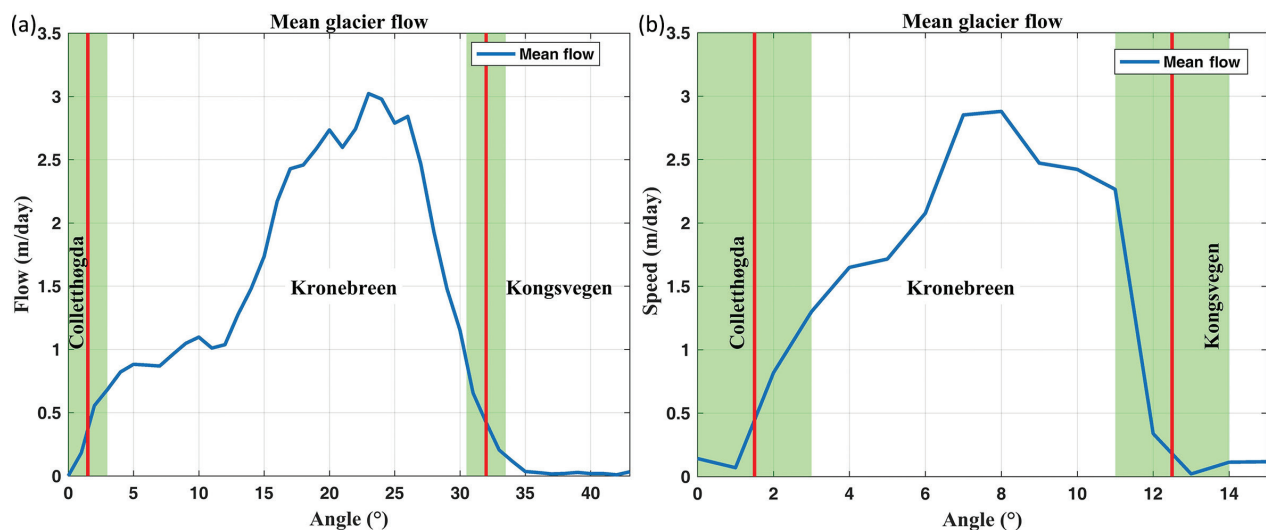 (a)
Mean glacier flow
Mean flow
3.5
3
2.5
2
1.5
1
0.5
0
Flow (m/day)
Colletthøgda
Kronebreen
Kongsvegen
0 5 10 15 20 25 30 35 40
Angle (°)
(b)
Mean glacier flow
Mean flow
3.5
3
2.5
2
1.5
1
0.5
0
Speed (m/day)
Colletthøgda
Kronebreen
Kongsvegen
0 2 4 6 8 10 12 14
Angle (°)